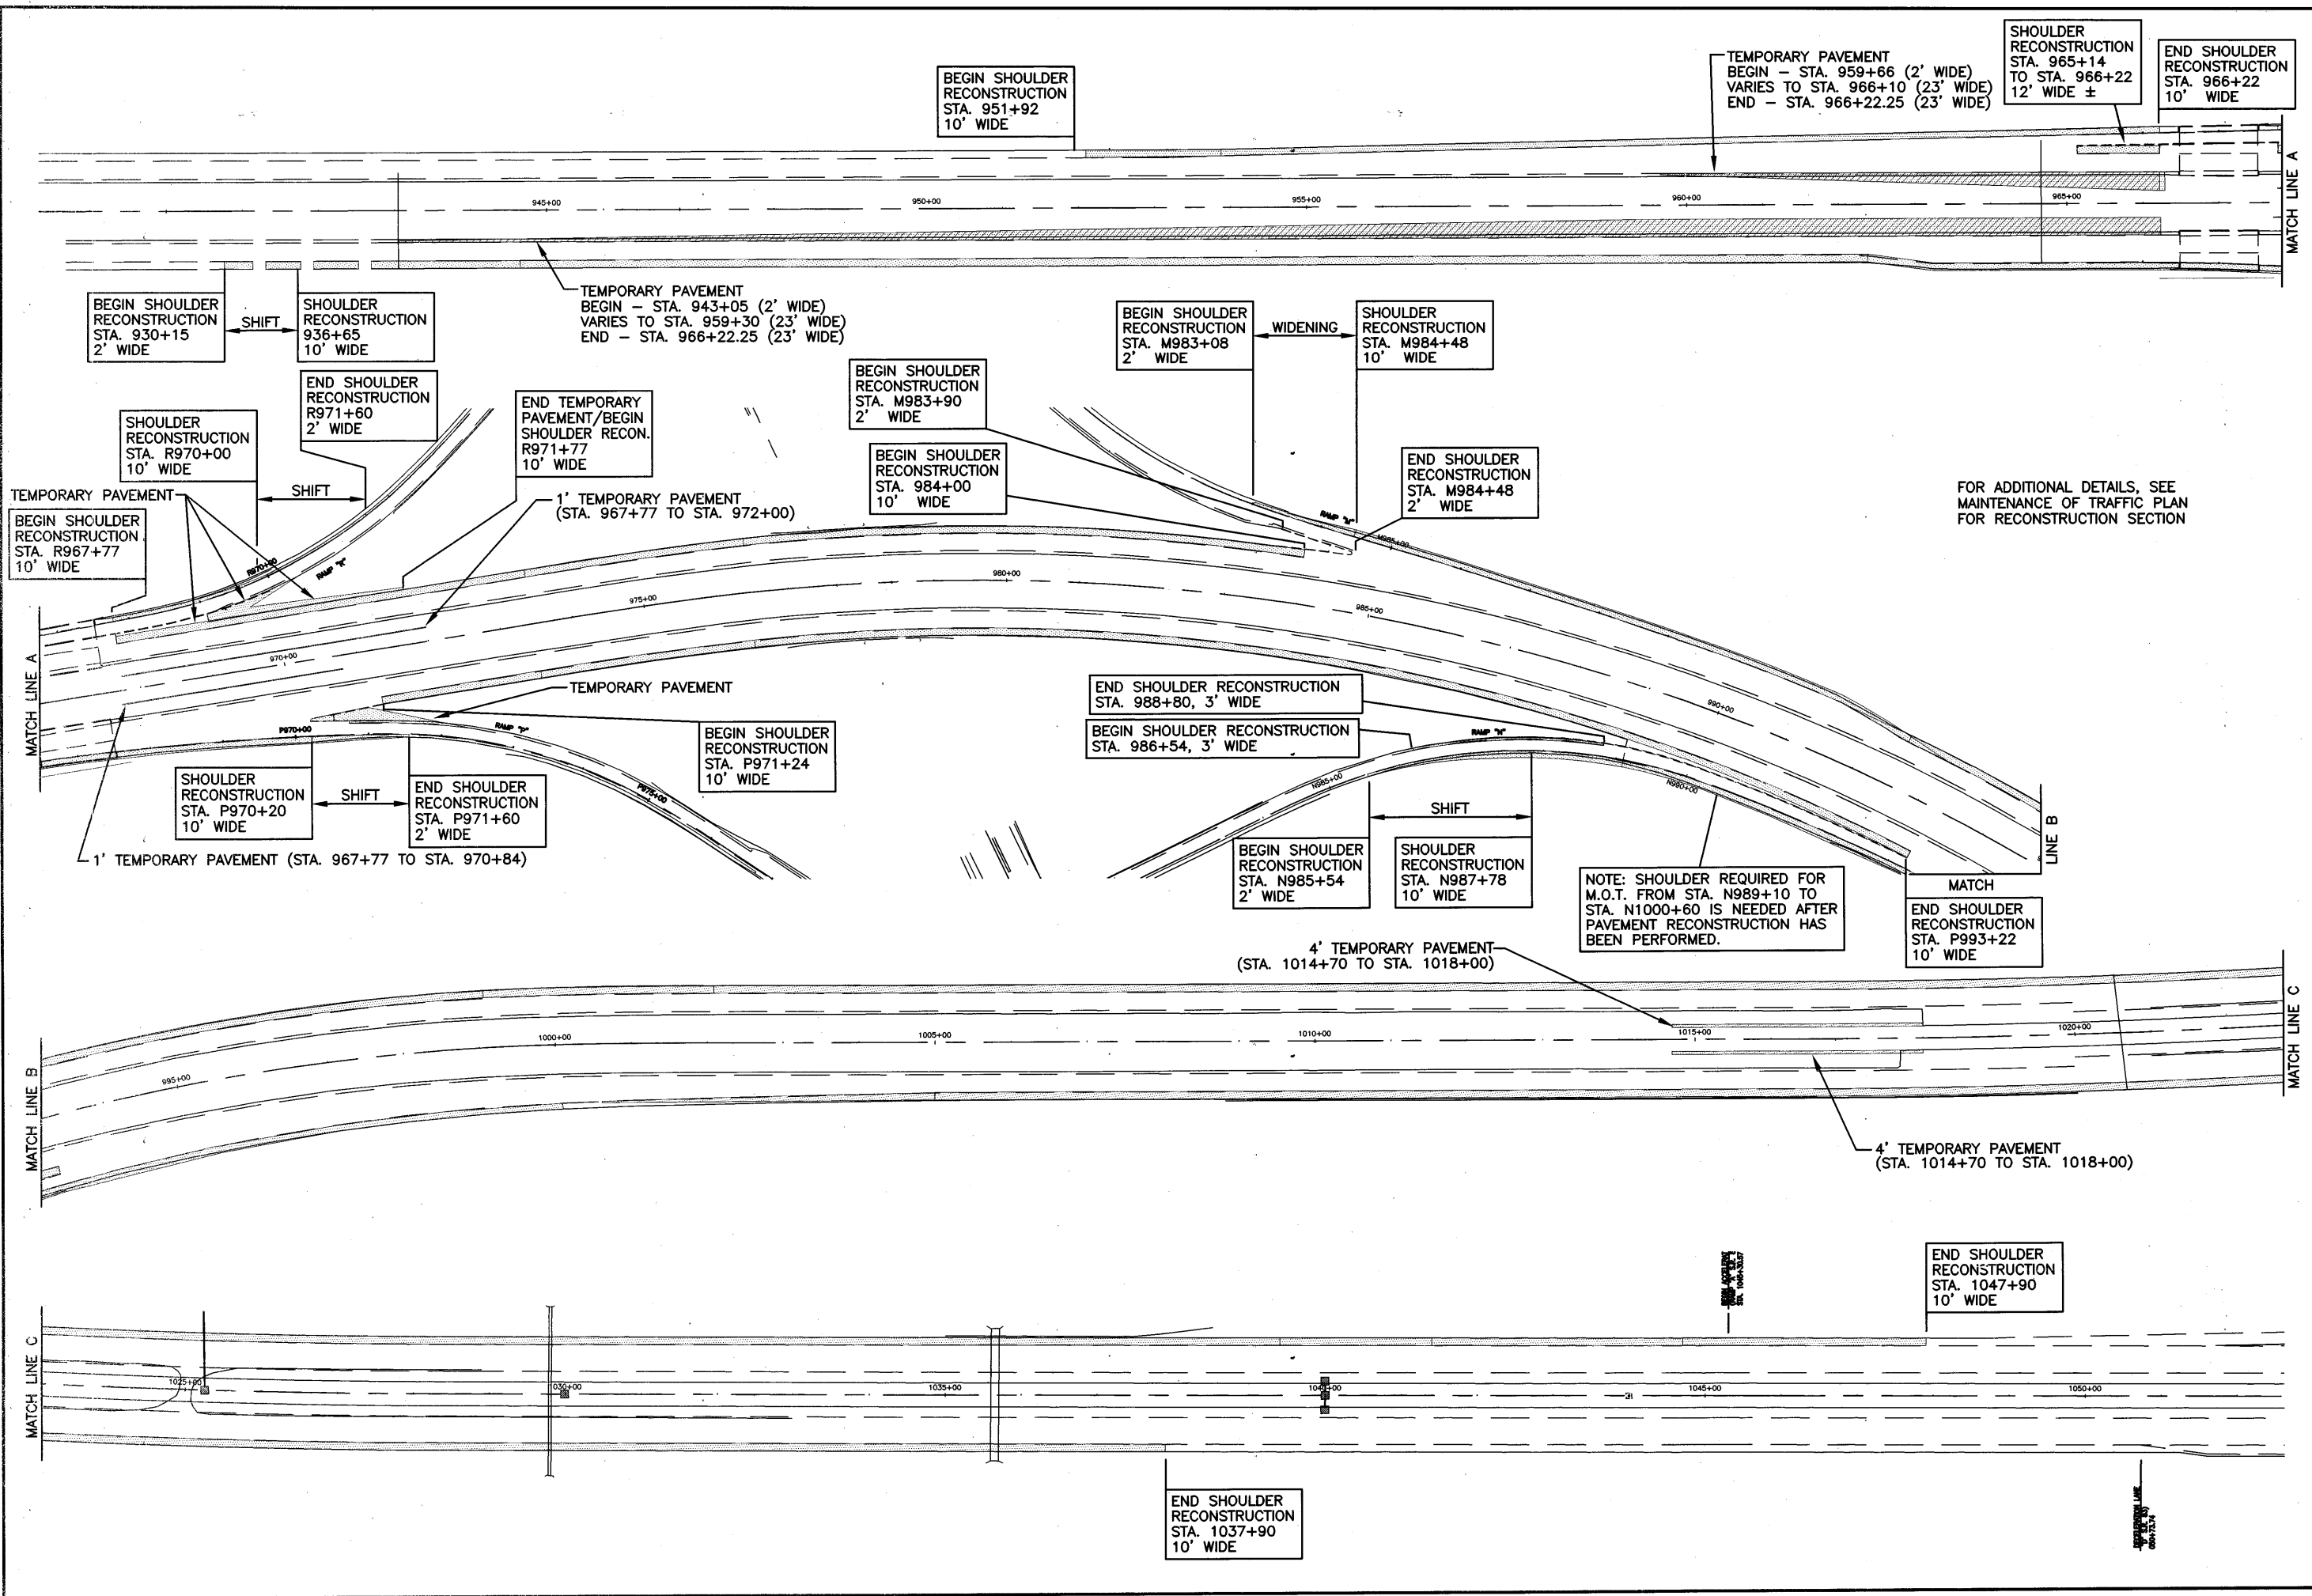 BEGIN SHOULDER
RECONSTRUCTION
STA. 951+92
10' WIDE
TEMPORARY PAVEMENT
BEGIN – STA. 959+66 (2' WIDE)
VARIES TO STA. 966+10 (23' WIDE)
END – STA. 966+22.25 (23' WIDE)
SHOULDER
RECONSTRUCTION
STA. 965+14
TO STA. 966+22
12' WIDE ±
END SHOULDER
RECONSTRUCTION
STA. 966+22
10' WIDE
945+00
950+00
955+00
960+00
965+00
MATCH LINE A
BEGIN SHOULDER
RECONSTRUCTION
STA. 930+15
2' WIDE
SHIFT
SHOULDER
RECONSTRUCTION
936+65
10' WIDE
TEMPORARY PAVEMENT
BEGIN – STA. 943+05 (2' WIDE)
VARIES TO STA. 959+30 (23' WIDE)
END – STA. 966+22.25 (23' WIDE)
BEGIN SHOULDER
RECONSTRUCTION
STA. M983+08
2' WIDE
WIDENING
SHOULDER
RECONSTRUCTION
STA. M984+48
10' WIDE
BEGIN SHOULDER
RECONSTRUCTION
STA. M983+90
2' WIDE
END SHOULDER
RECONSTRUCTION
R971+60
2' WIDE
END TEMPORARY
PAVEMENT/BEGIN
SHOULDER RECON.
R971+77
10' WIDE
SHOULDER
RECONSTRUCTION
STA. R970+00
10' WIDE
SHIFT
BEGIN SHOULDER
RECONSTRUCTION
STA. 984+00
10' WIDE
END SHOULDER
RECONSTRUCTION
STA. M984+48
2' WIDE
TEMPORARY PAVEMENT
1' TEMPORARY PAVEMENT
(STA. 967+77 TO STA. 972+00)
FOR ADDITIONAL DETAILS, SEE
MAINTENANCE OF TRAFFIC PLAN
FOR RECONSTRUCTION SECTION
BEGIN SHOULDER
RECONSTRUCTION
STA. R967+77
10' WIDE
R970+00
RAMP "R"
RAMP "M"
M985+00
970+00
975+00
980+00
985+00
990+00
MATCH LINE A
TEMPORARY PAVEMENT
P970+00
RAMP "P"
P975+00
BEGIN SHOULDER
RECONSTRUCTION
STA. P971+24
10' WIDE
END SHOULDER RECONSTRUCTION
STA. 988+80, 3' WIDE
BEGIN SHOULDER RECONSTRUCTION
STA. 986+54, 3' WIDE
RAMP "N"
N985+00
N990+00
SHOULDER
RECONSTRUCTION
STA. P970+20
10' WIDE
SHIFT
END SHOULDER
RECONSTRUCTION
STA. P971+60
2' WIDE
1' TEMPORARY PAVEMENT (STA. 967+77 TO STA. 970+84)
SHIFT
BEGIN SHOULDER
RECONSTRUCTION
STA. N985+54
2' WIDE
SHOULDER
RECONSTRUCTION
STA. N987+78
10' WIDE
NOTE: SHOULDER REQUIRED FOR
M.O.T. FROM STA. N989+10 TO
STA. N1000+60 IS NEEDED AFTER
PAVEMENT RECONSTRUCTION HAS
BEEN PERFORMED.
MATCH
LINE B
END SHOULDER
RECONSTRUCTION
STA. P993+22
10' WIDE
4' TEMPORARY PAVEMENT
(STA. 1014+70 TO STA. 1018+00)
MATCH LINE B
995+00
1000+00
1005+00
1010+00
1015+00
1020+00
MATCH LINE C
4' TEMPORARY PAVEMENT
(STA. 1014+70 TO STA. 1018+00)
END SHOULDER
RECONSTRUCTION
STA. 1047+90
10' WIDE
MATCH LINE C
1025+00
1030+00
1035+00
1040+00
1045+00
1050+00
END SHOULDER
RECONSTRUCTION
STA. 1037+90
10' WIDE